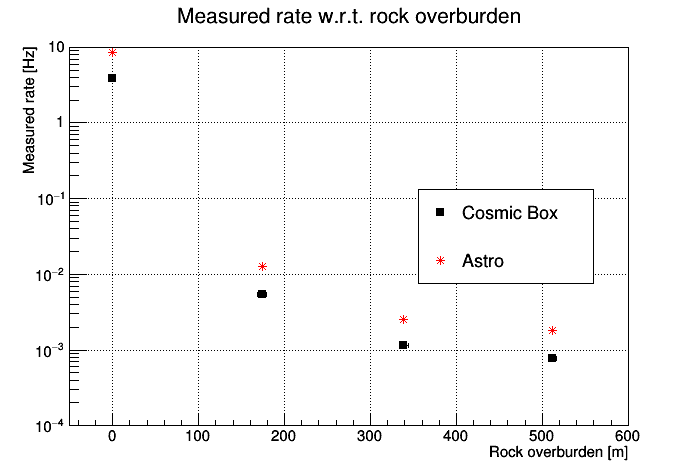 Measured rate w.r.t. rock overburden
Measured rate [Hz]
10
1
10⁻¹
10⁻²
10⁻³
10⁻⁴
Cosmic Box
Astro
0 100 200 300 400 500 600
Rock overburden [m]